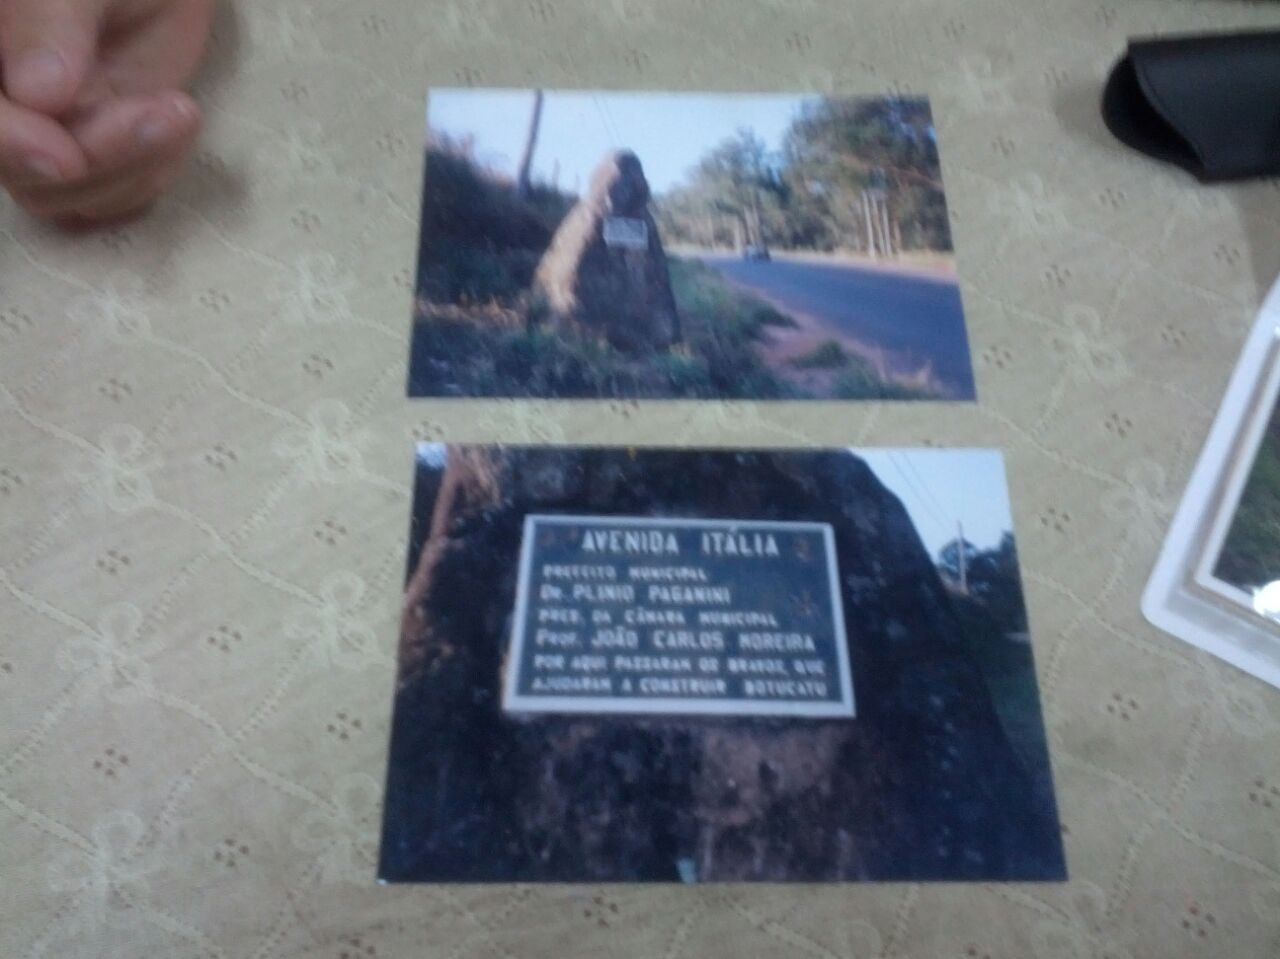 AVENIDA ITÁLIA
PREFEITO MUNICIPAL
DR. PLINIO PAGANINI
PRES. DA CÂMARA MUNICIPAL
PROF. JOÃO CARLOS MOREIRA
POR AQUI PASSARAM OS BRAVOS, QUE
AJUDARAM A CONSTRUIR BOTUCATU